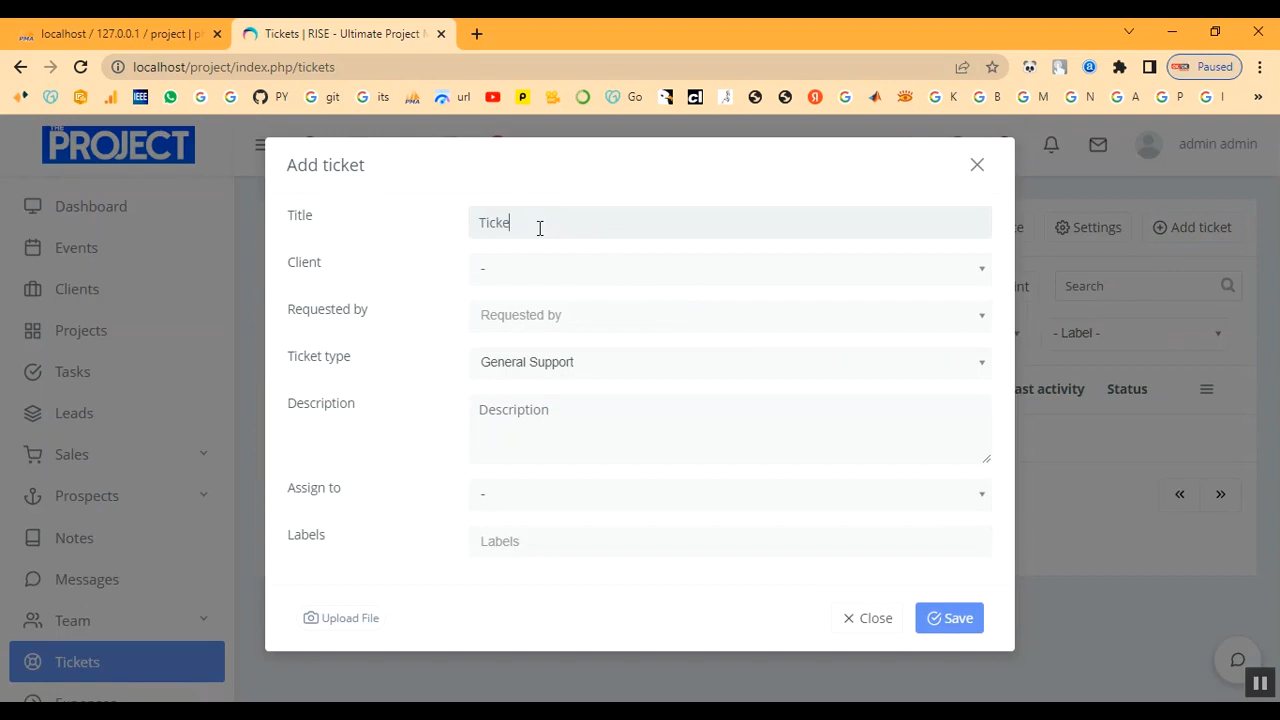 localhost / 127.0.0.1 / project | p
Tickets | RISE - Ultimate Project M
localhost/project/index.php/tickets
Paused
IEEE
PY
git
its
url
Go
K
B
M
N
A
P
I
THE
PROJECT
admin admin
Dashboard
Events
Clients
Projects
Tasks
Leads
Sales
Prospects
Notes
Messages
Team
Tickets
Add ticket
Title
Ticke
Client
-
Requested by
Requested by
Ticket type
General Support
Description
Description
Assign to
-
Labels
Labels
Upload File
Close
Save
Settings
Add ticket
Search
- Label -
ast activity
Status